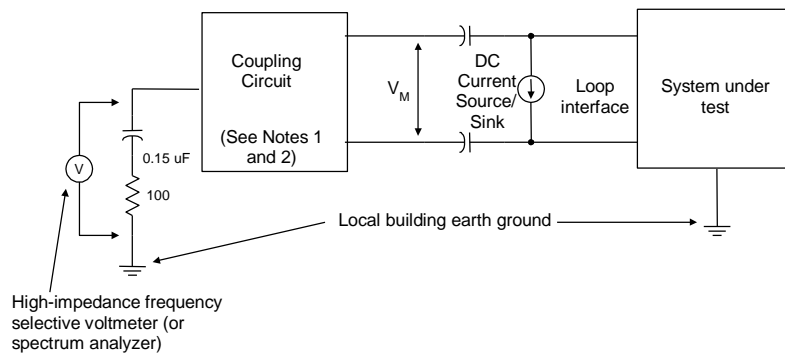 Coupling
Circuit
(See Notes 1
and 2)
V
0.15 uF
100
VM
DC
Current
Source/
Sink
Loop
interface
System under
test
Local building earth ground
High-impedance frequency
selective voltmeter (or
spectrum analyzer)